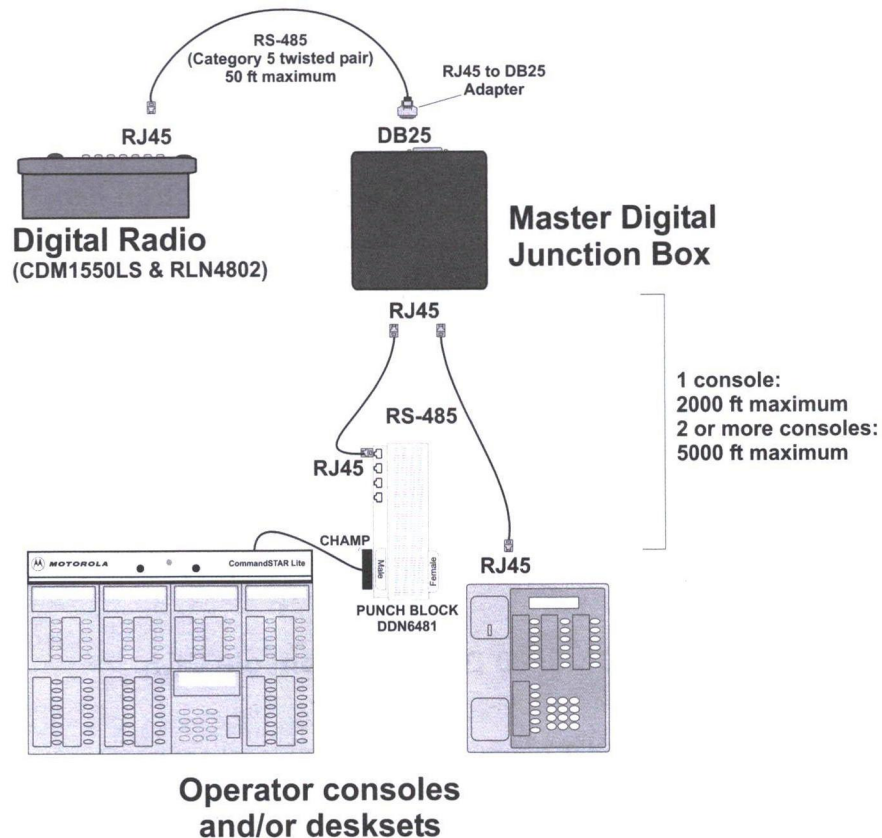 RS-485
(Category 5 twisted pair)
50 ft maximum
RJ45 to DB25
Adapter
RJ45
DB25
Digital Radio
(CDM1550LS & RLN4802)
Master Digital
Junction Box
RJ45
1 console:
2000 ft maximum
2 or more consoles:
5000 ft maximum
RS-485
RJ45
CHAMP
Male
Female
RJ45
MOTOROLA
CommandSTAR Lite
PUNCH BLOCK
DDN6481
Operator consoles
and/or desksets